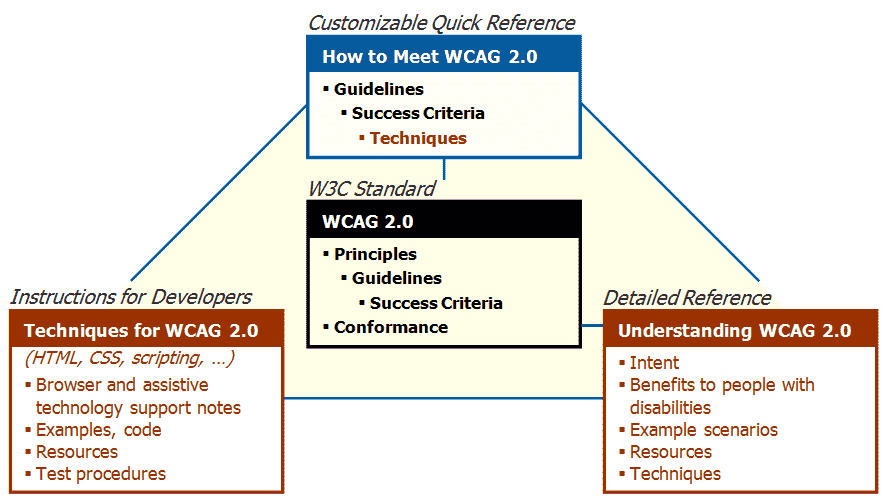 Customizable Quick Reference
How to Meet WCAG 2.0
▪ Guidelines
▪ Success Criteria
▪ Techniques
W3C Standard
WCAG 2.0
▪ Principles
▪ Guidelines
▪ Success Criteria
▪ Conformance
Instructions for Developers
Techniques for WCAG 2.0
(HTML, CSS, scripting, ...)
▪ Browser and assistive
technology support notes
▪ Examples, code
▪ Resources
▪ Test procedures
Detailed Reference
Understanding WCAG 2.0
▪ Intent
▪ Benefits to people with
disabilities
▪ Example scenarios
▪ Resources
▪ Techniques